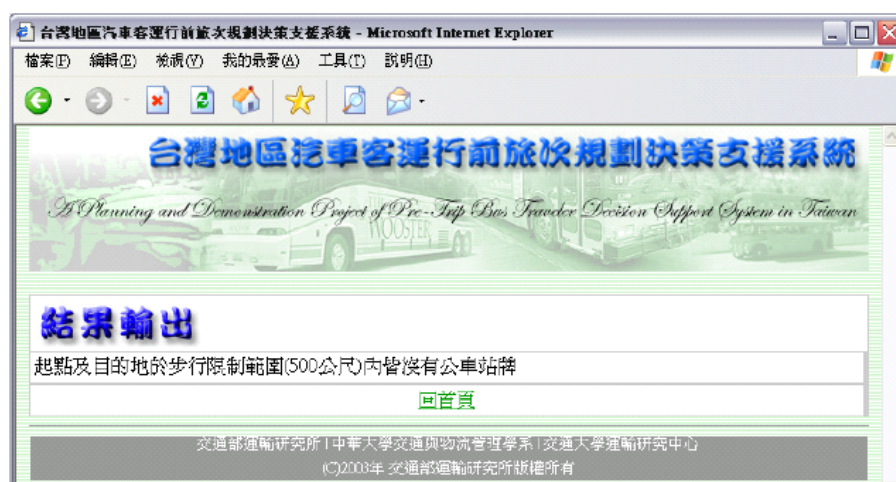 台灣地區汽車客運行前旅次規劃決策支援系統 - Microsoft Internet Explorer
檔案(F) 編輯(E) 檢視(V) 我的最愛(A) 工具(T) 說明(H)
台灣地區汽車客運行前旅次規劃決策支援系統
A Planning and Demonstration Project of Pre-Trip Bus Traveler Decision Support System in Taiwan
ROOSTER
結果輸出
起點及目的地於步行限制範圍(500公尺)內皆沒有公車站牌
回首頁
交通部運輸研究所 | 中華大學交通與物流管理學系 | 交通大學運輸研究中心
(C)2003年 交通部運輸研究所版權所有